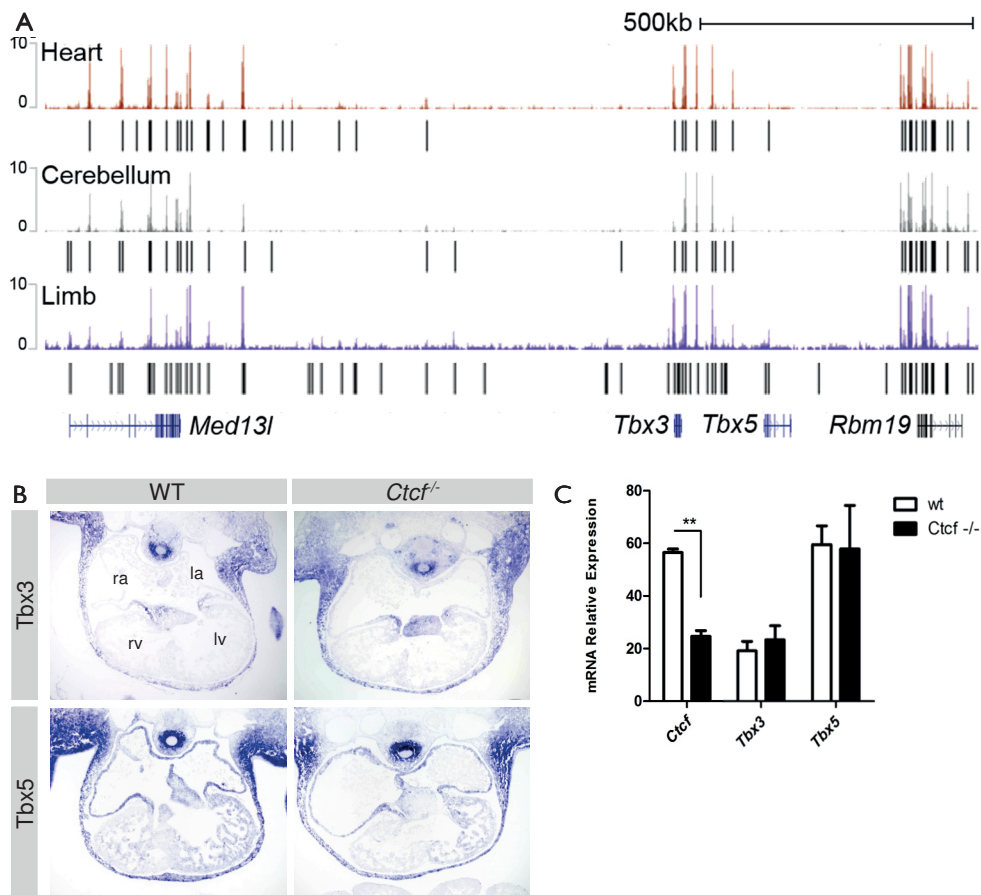 A
500kb
10
Heart
0
10
Cerebellum
0
10
Limb
0
Med13l
Tbx3
Tbx5
Rbm19
B
WT
Ctcf-/-
Tbx3
ra
la
rv
lv
Tbx5
C
80
60
40
20
0
mRNA Relative Expression
**
wt
Ctcf -/-
Ctcf
Tbx3
Tbx5